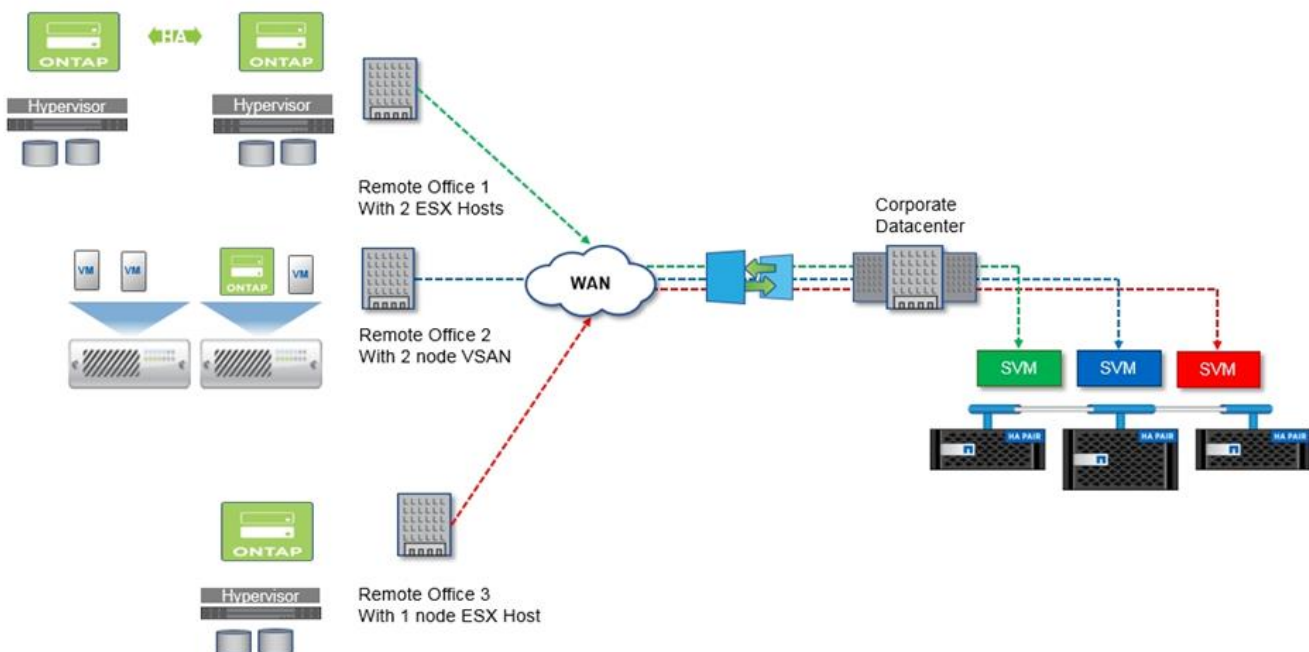 ONTAP
HA
ONTAP
Hypervisor
Hypervisor
Remote Office 1
With 2 ESX Hosts
VM
VM
VM
Remote Office 2
With 2 node VSAN
WAN
Corporate
Datacenter
SVM
SVM
SVM
HA PAIR
HA PAIR
HA PAIR
ONTAP
Hypervisor
Remote Office 3
With 1 node ESX Host